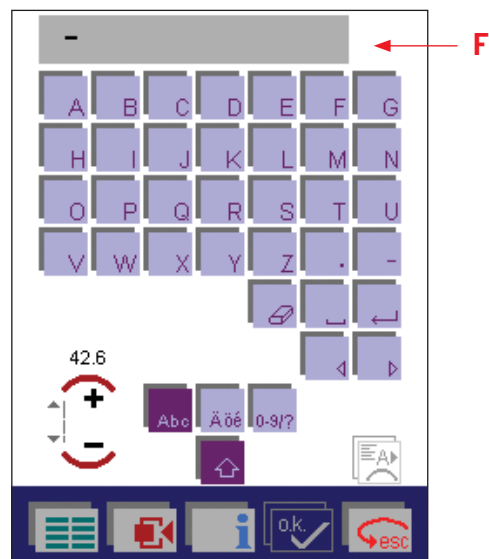 -
F
A B C D E F G
H I J K L M N
O P Q R S T U
V W X Y Z . -
42.6
+
Abc Äöé 0-9/?
-
A
i o.k. esc